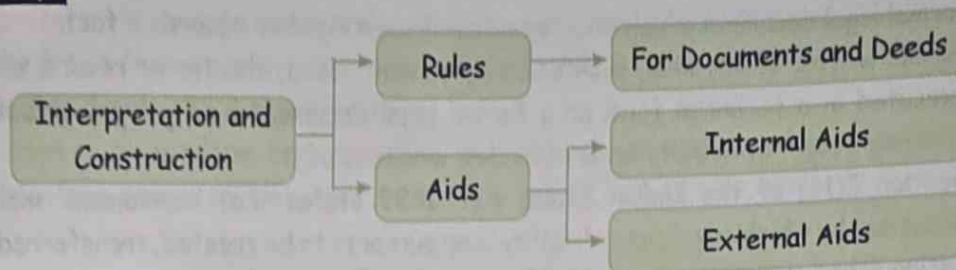 Interpretation and
Construction
Rules
For Documents and Deeds
Aids
Internal Aids
External Aids